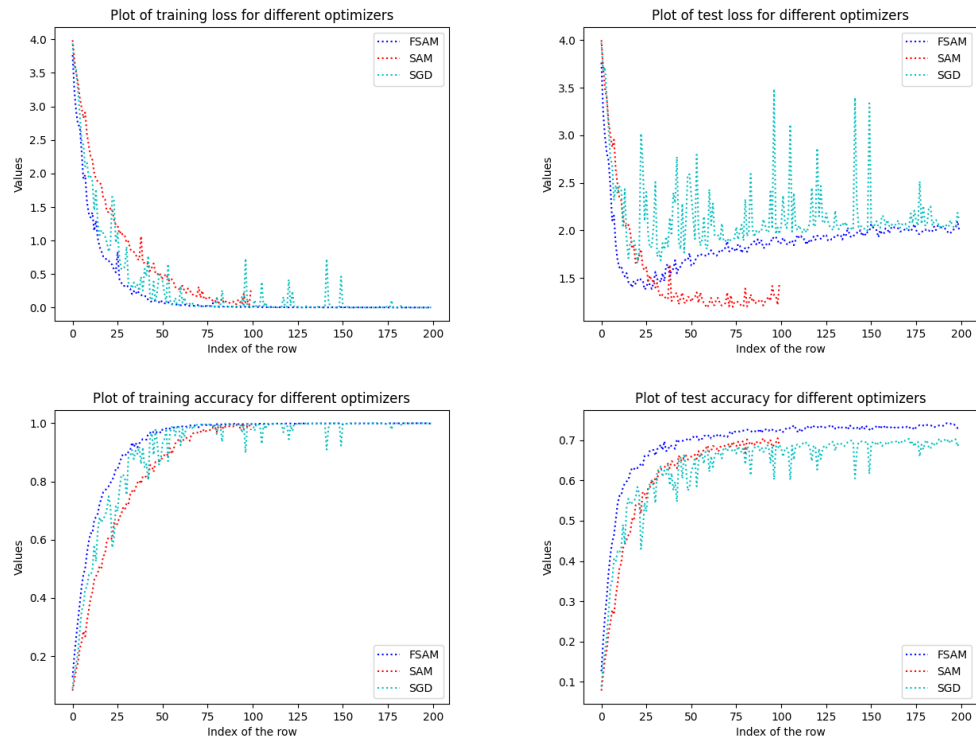 Plot of training loss for different optimizers
4.0
3.5
3.0
2.5
2.0
1.5
1.0
0.5
0.0
Values
FSAM
SAM
SGD
0 25 50 75 100 125 150 175 200
Index of the row
Plot of test loss for different optimizers
4.0
3.5
3.0
2.5
2.0
1.5
Values
FSAM
SAM
SGD
0 25 50 75 100 125 150 175 200
Index of the row
Plot of training accuracy for different optimizers
1.0
0.8
0.6
0.4
0.2
Values
FSAM
SAM
SGD
0 25 50 75 100 125 150 175 200
Index of the row
Plot of test accuracy for different optimizers
0.7
0.6
0.5
0.4
0.3
0.2
0.1
Values
FSAM
SAM
SGD
0 25 50 75 100 125 150 175 200
Index of the row